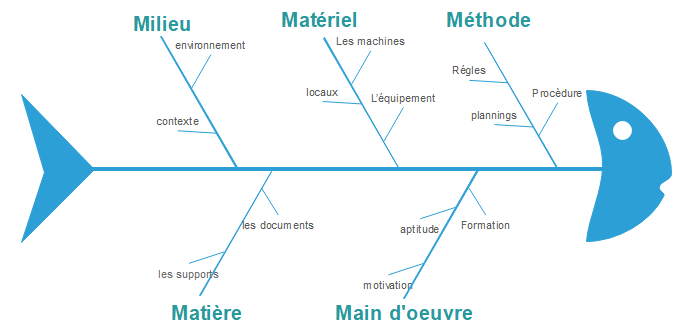 Milieu
Matériel
Méthode
environnement
Les machines
Régles
locaux
L'équipement
Procèdure
contexte
plannings
les documents
aptitude
Formation
les supports
motivation
Matière
Main d'oeuvre